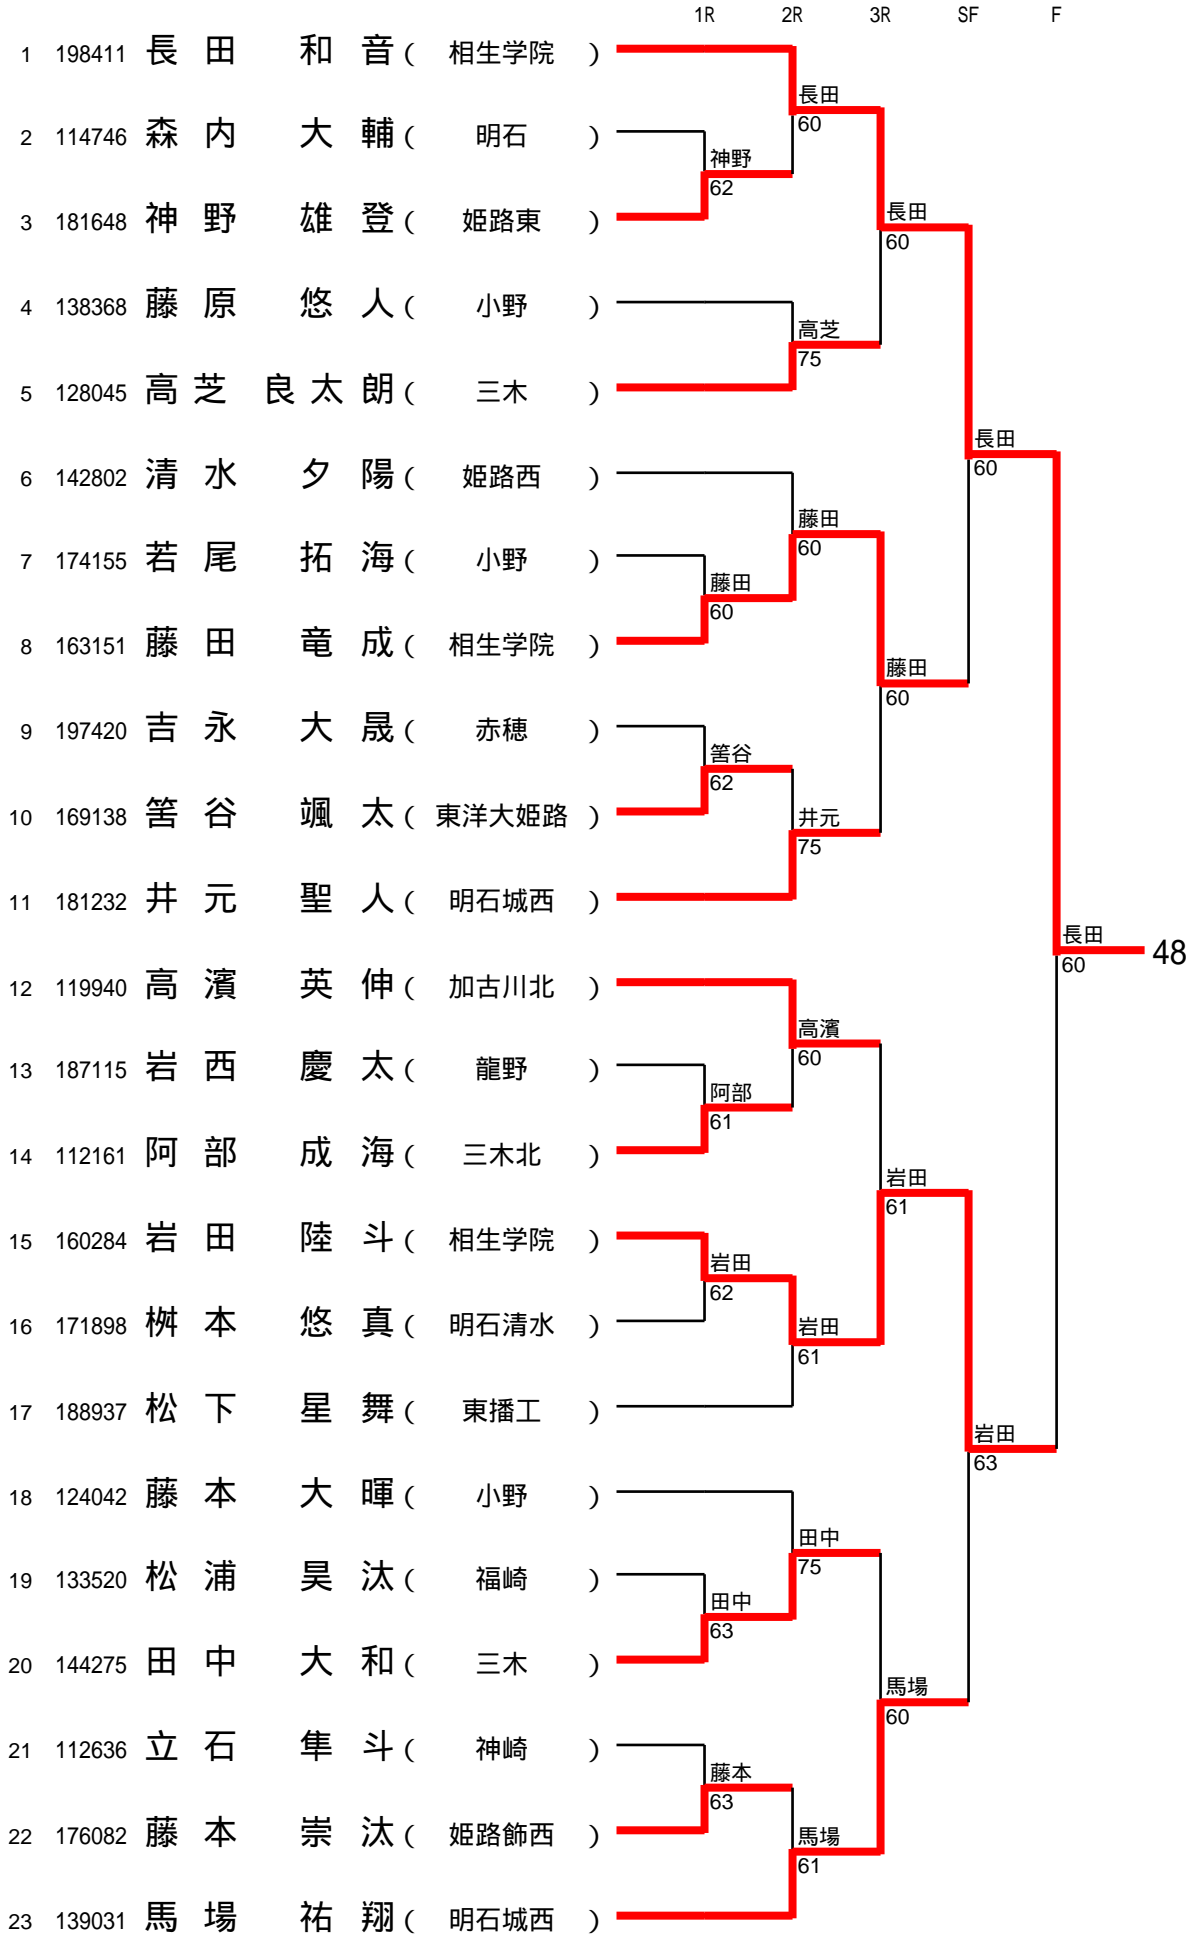 1R 2R 3R SF F
1 198411 長田 和音 ( 相生学院 )
長田
60
2 114746 森内 大輔 ( 明石 )
神野
62
3 181648 神野 雄登 ( 姫路東 )
長田
60
4 138368 藤原 悠人 ( 小野 )
高芝
75
5 128045 高芝 良太朗 ( 三木 )
長田
60
6 142802 清水 夕陽 ( 姫路西 )
藤田
60
7 174155 若尾 拓海 ( 小野 )
藤田
60
8 163151 藤田 竜成 ( 相生学院 )
藤田
60
9 197420 吉永 大晟 ( 赤穂 )
筈谷
62
10 169138 筈谷 颯太 ( 東洋大姫路 )
井元
75
11 181232 井元 聖人 ( 明石城西 )
長田
60
48
12 119940 高濱 英伸 ( 加古川北 )
高濱
60
13 187115 岩西 慶太 ( 龍野 )
阿部
61
14 112161 阿部 成海 ( 三木北 )
岩田
61
15 160284 岩田 陸斗 ( 相生学院 )
岩田
62
16 171898 桝本 悠真 ( 明石清水 )
岩田
61
17 188937 松下 星舞 ( 東播工 )
岩田
63
18 124042 藤本 大暉 ( 小野 )
田中
75
19 133520 松浦 昊汰 ( 福崎 )
田中
63
20 144275 田中 大和 ( 三木 )
馬場
60
21 112636 立石 隼斗 ( 神崎 )
藤本
63
22 176082 藤本 崇汰 ( 姫路飾西 )
馬場
61
23 139031 馬場 祐翔 ( 明石城西 )